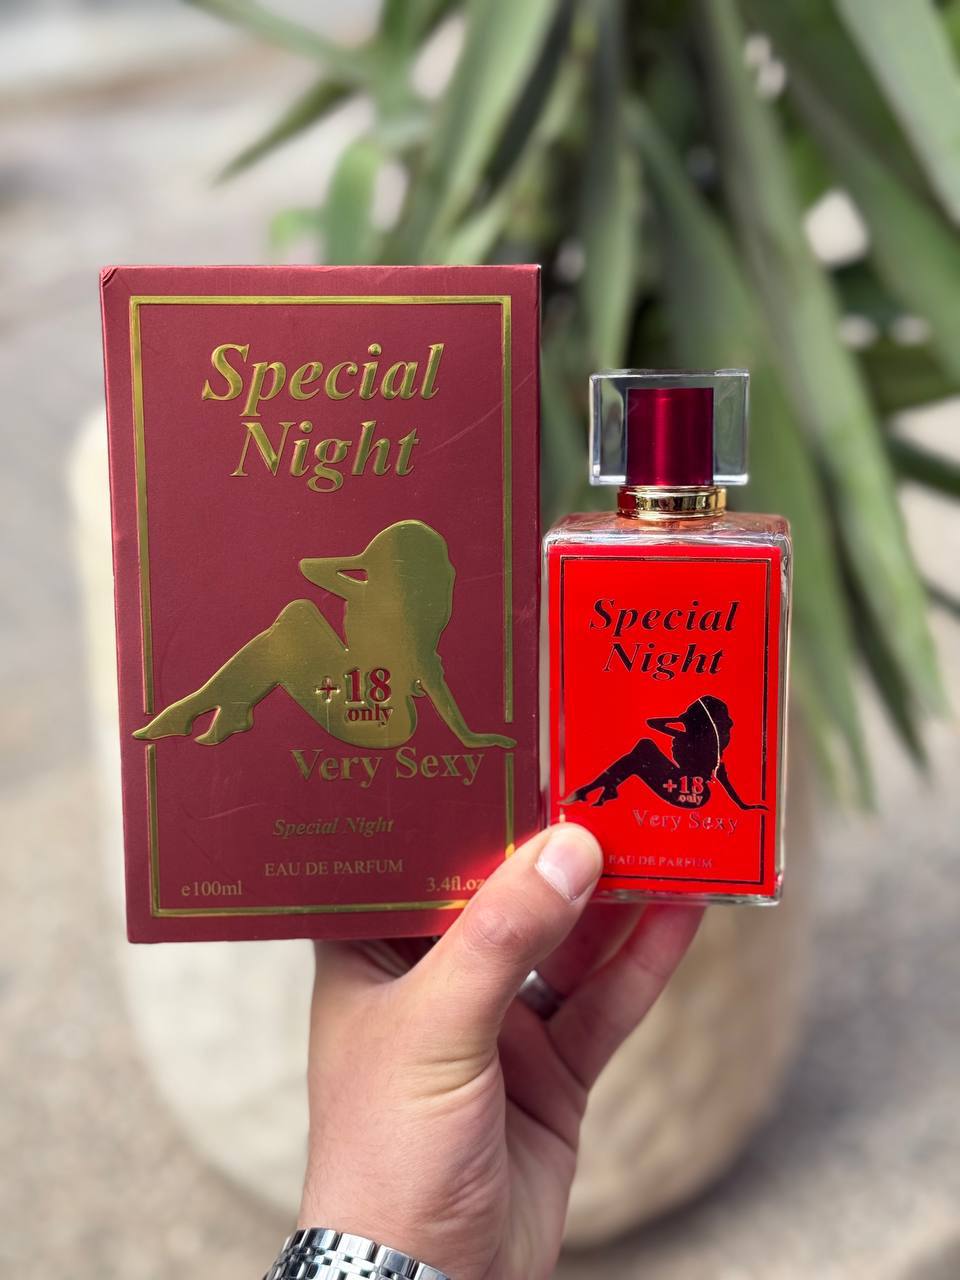 Special
Night
+18
only
Very Sexy
Special Night
EAU DE PARFUM
e100ml
3.4fl.oz
Special
Night
+18
only
Very Sexy
EAU DE PARFUM